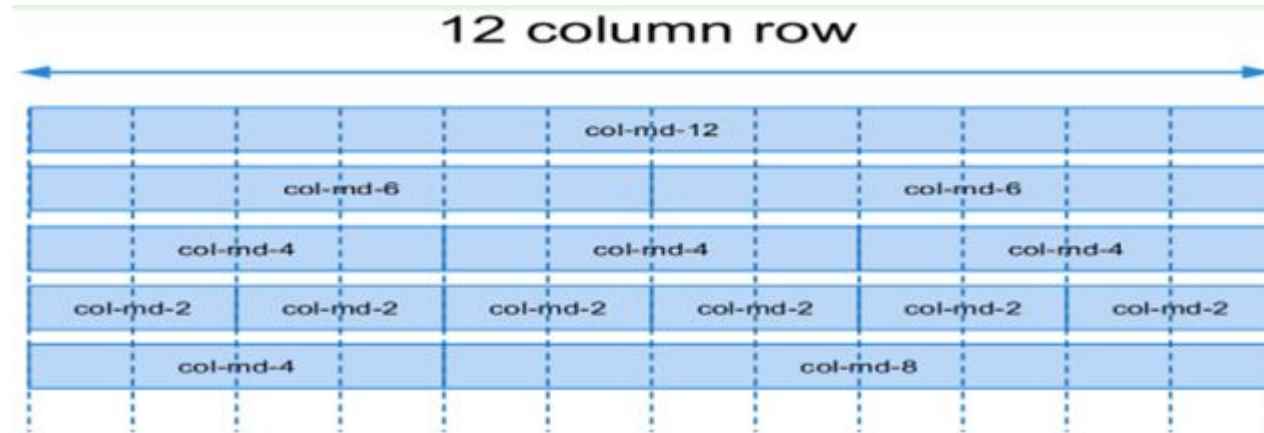 12 column row
col-md-12
col-md-6 col-md-6
col-md-4 col-md-4 col-md-4
col-md-2 col-md-2 col-md-2 col-md-2 col-md-2 col-md-2
col-md-4 col-md-8